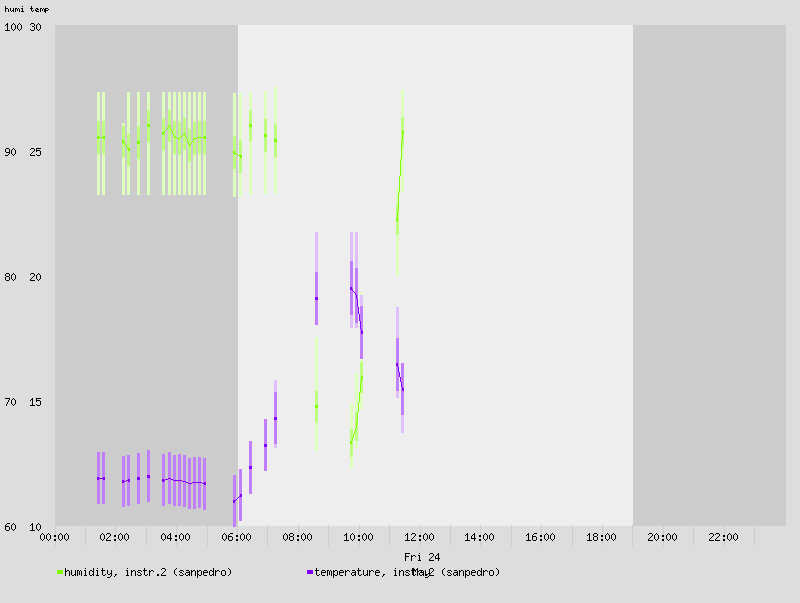 humi temp
100 30
90 25
80 20
70 15
60 10
00:00 02:00 04:00 06:00 08:00 10:00 12:00 14:00 16:00 18:00 20:00 22:00
Fri 24
humidity, instr.2 (sanpedro) temperature, instr.2 (sanpedro)
May